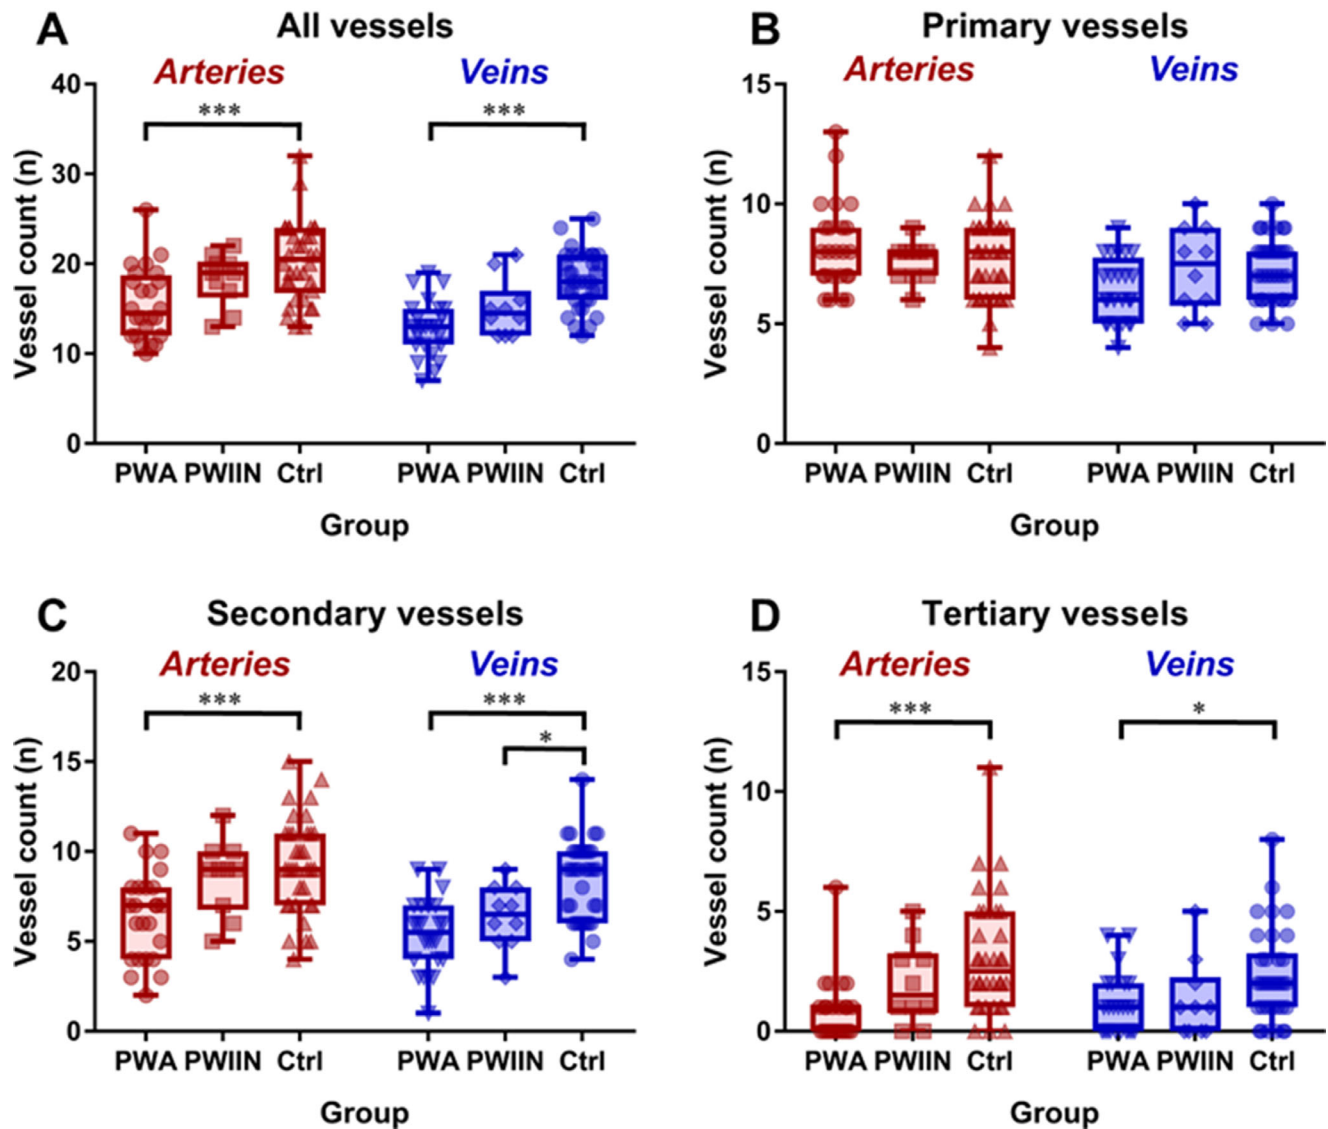 A All vessels
Arteries Veins
*** ***
Vessel count (n)
40
30
20
10
0
PWA PWIIN Ctrl PWA PWIIN Ctrl
Group
B Primary vessels
Arteries Veins
Vessel count (n)
15
10
5
0
PWA PWIIN Ctrl PWA PWIIN Ctrl
Group
C Secondary vessels
Arteries Veins
*** ***
*
Vessel count (n)
20
15
10
5
0
PWA PWIIN Ctrl PWA PWIIN Ctrl
Group
D Tertiary vessels
Arteries Veins
*** *
Vessel count (n)
15
10
5
0
PWA PWIIN Ctrl PWA PWIIN Ctrl
Group